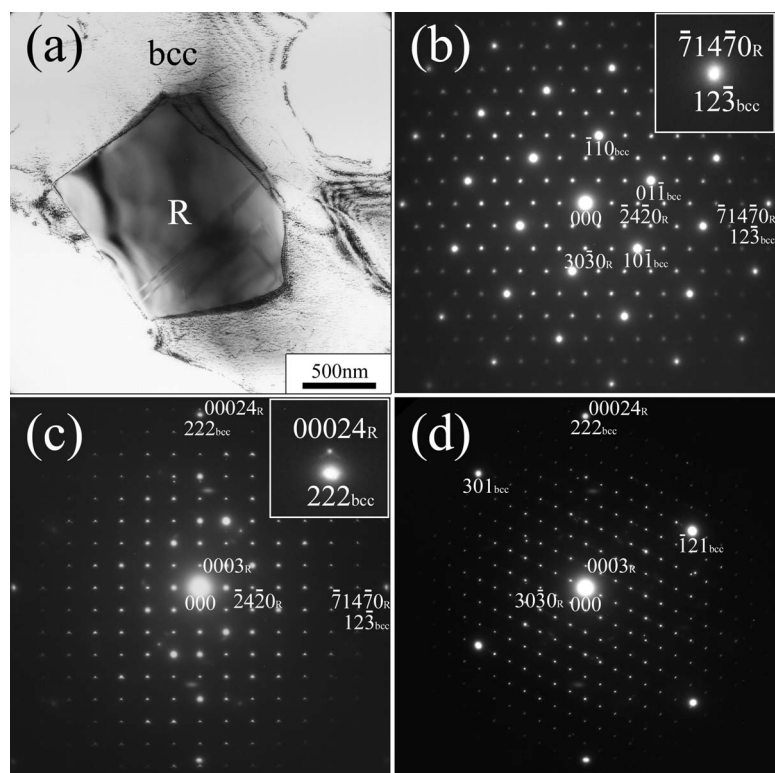 (a)
bcc
R
500nm
(b)
7̄147̄0R
123̄bcc
1̄10bcc
011̄bcc
000
2̄42̄0R
7̄147̄0R
123̄bcc
303̄0R
101̄bcc
(c)
00024R
222bcc
00024R
222bcc
0003R
000
2̄42̄0R
7̄147̄0R
123̄bcc
(d)
00024R
222bcc
301bcc
1̄21bcc
0003R
303̄0R
000